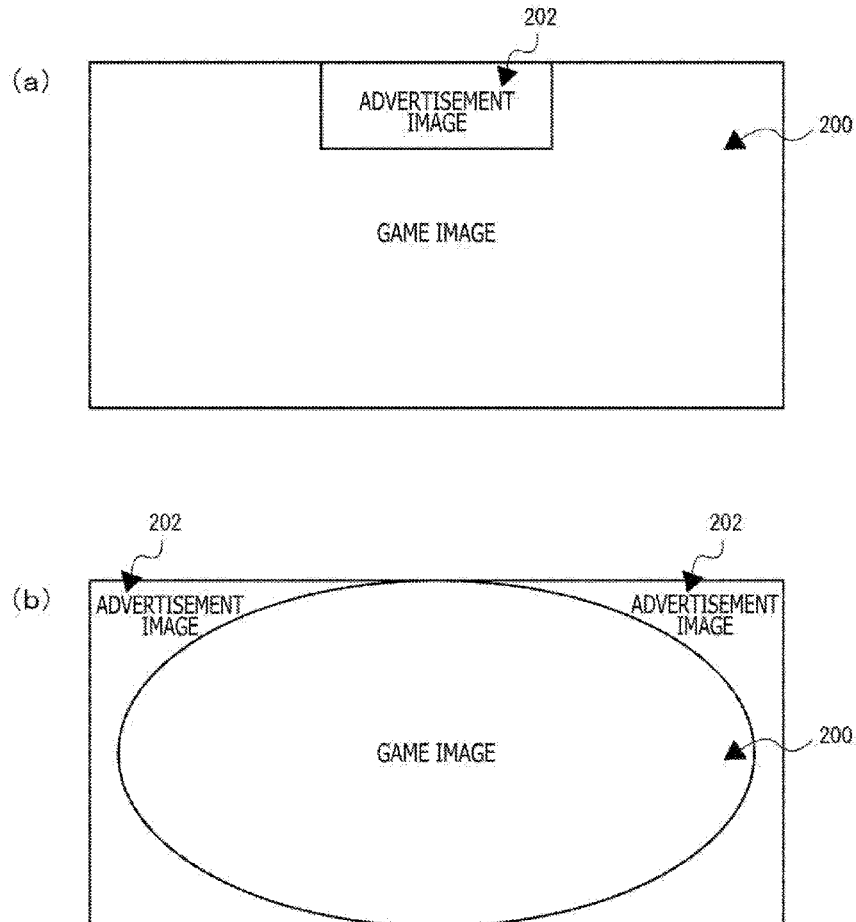 202
(a)
ADVERTISEMENT
IMAGE
200
GAME IMAGE
202
202
(b)
ADVERTISEMENT
IMAGE
ADVERTISEMENT
IMAGE
GAME IMAGE
200